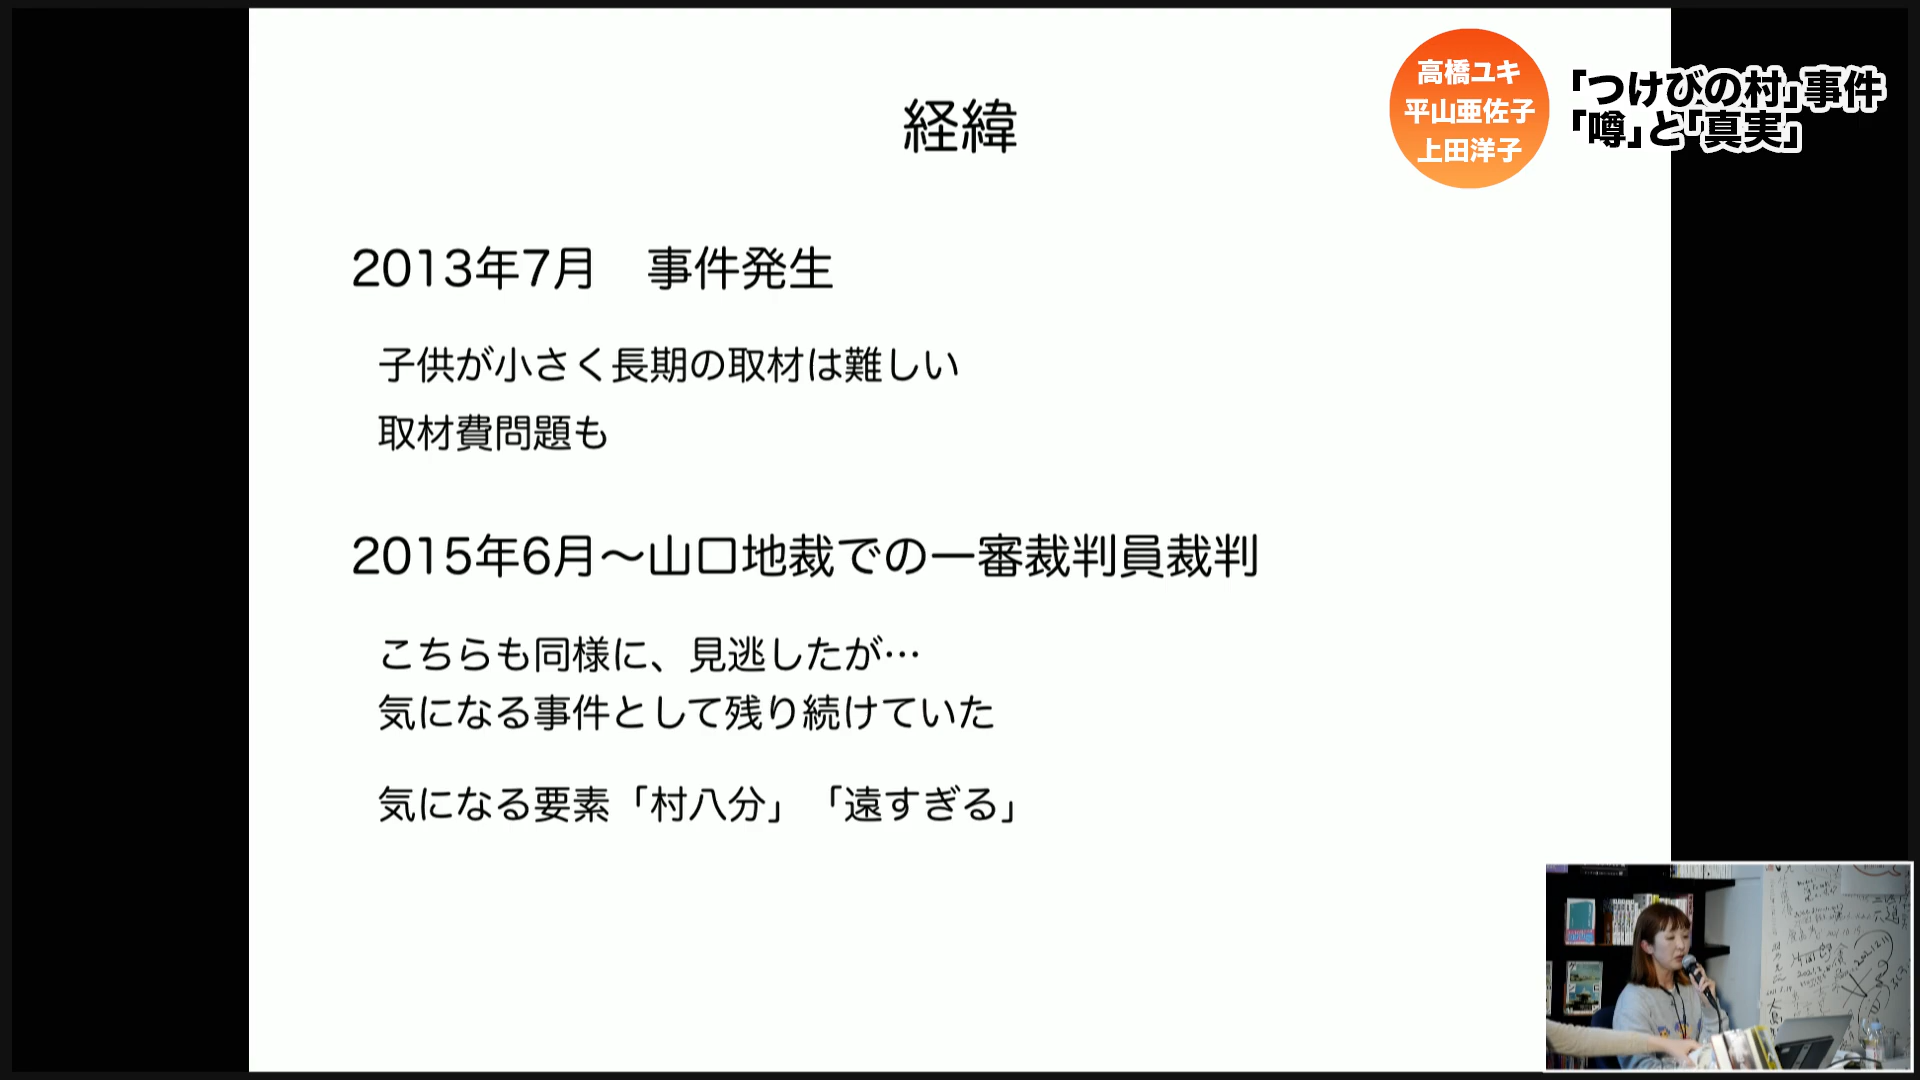 経緯
高橋ユキ
平山亜佐子
上田洋子
「つけびの村」事件
「噂」と「真実」
2013年7月　事件発生
子供が小さく長期の取材は難しい
取材費問題も
2015年6月〜山口地裁での一審裁判員裁判
こちらも同様に、見逃したが…
気になる事件として残り続けていた
気になる要素「村八分」「遠すぎる」